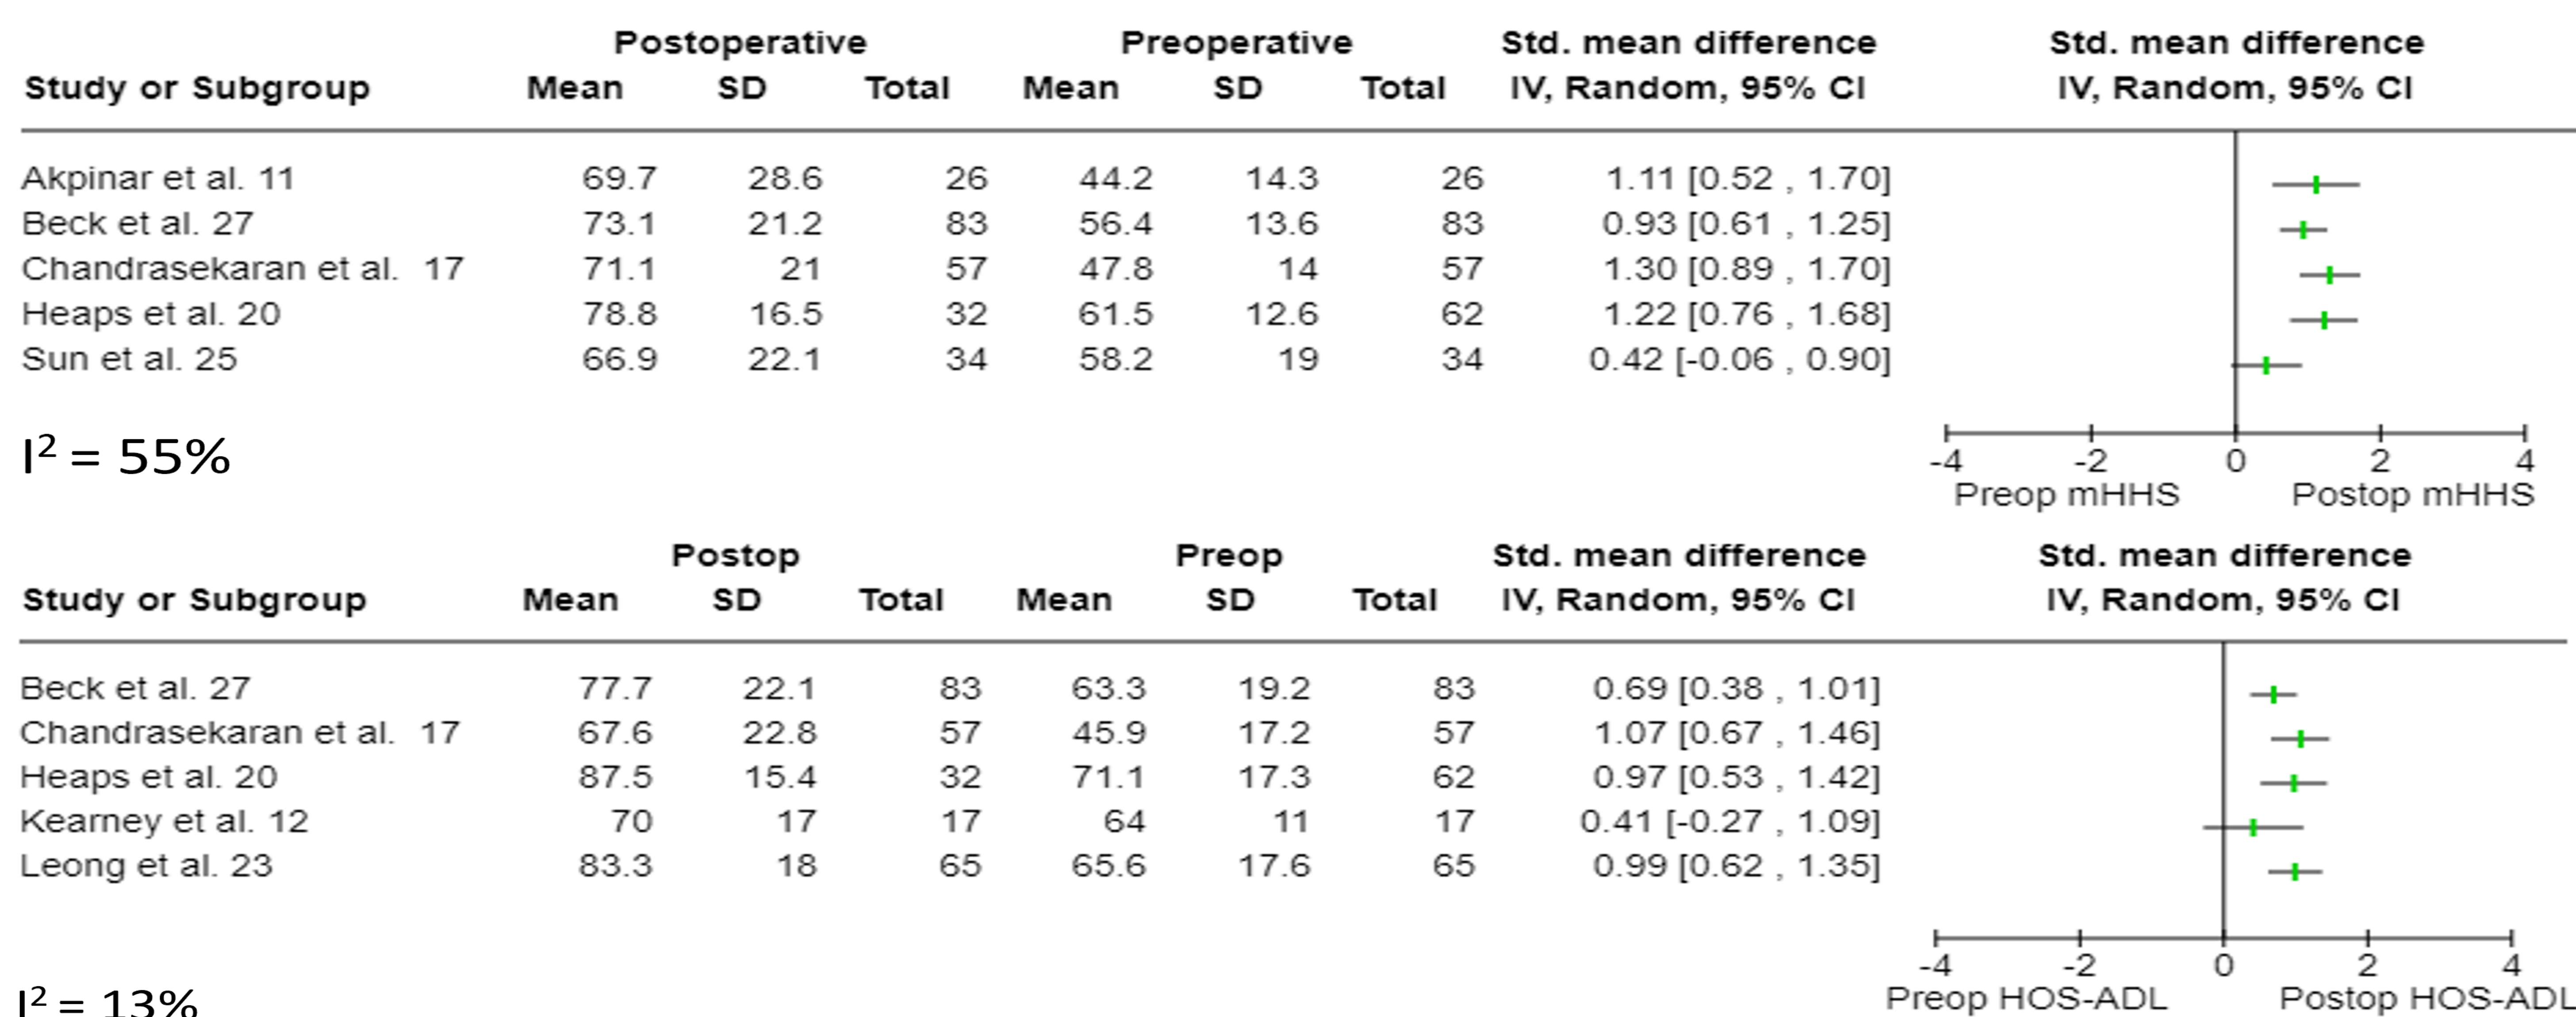 Postoperative Preoperative Std. mean difference Std. mean difference
Study or Subgroup Mean SD Total Mean SD Total IV, Random, 95% CI IV, Random, 95% CI
Akpinar et al. 11 69.7 28.6 26 44.2 14.3 26 1.11 [0.52 , 1.70]
Beck et al. 27 73.1 21.2 83 56.4 13.6 83 0.93 [0.61 , 1.25]
Chandrasekaran et al. 17 71.1 21 57 47.8 14 57 1.30 [0.89 , 1.70]
Heaps et al. 20 78.8 16.5 32 61.5 12.6 62 1.22 [0.76 , 1.68]
Sun et al. 25 66.9 22.1 34 58.2 19 34 0.42 [-0.06 , 0.90]
I² = 55%
-4 -2 0 2 4
Preop mHHS Postop mHHS
Postop Preop Std. mean difference Std. mean difference
Study or Subgroup Mean SD Total Mean SD Total IV, Random, 95% CI IV, Random, 95% CI
Beck et al. 27 77.7 22.1 83 63.3 19.2 83 0.69 [0.38 , 1.01]
Chandrasekaran et al. 17 67.6 22.8 57 45.9 17.2 57 1.07 [0.67 , 1.46]
Heaps et al. 20 87.5 15.4 32 71.1 17.3 62 0.97 [0.53 , 1.42]
Kearney et al. 12 70 17 17 64 11 17 0.41 [-0.27 , 1.09]
Leong et al. 23 83.3 18 65 65.6 17.6 65 0.99 [0.62 , 1.35]
-4 -2 0 2 4
Preop HOS-ADL Postop HOS-ADL
I² = 13%